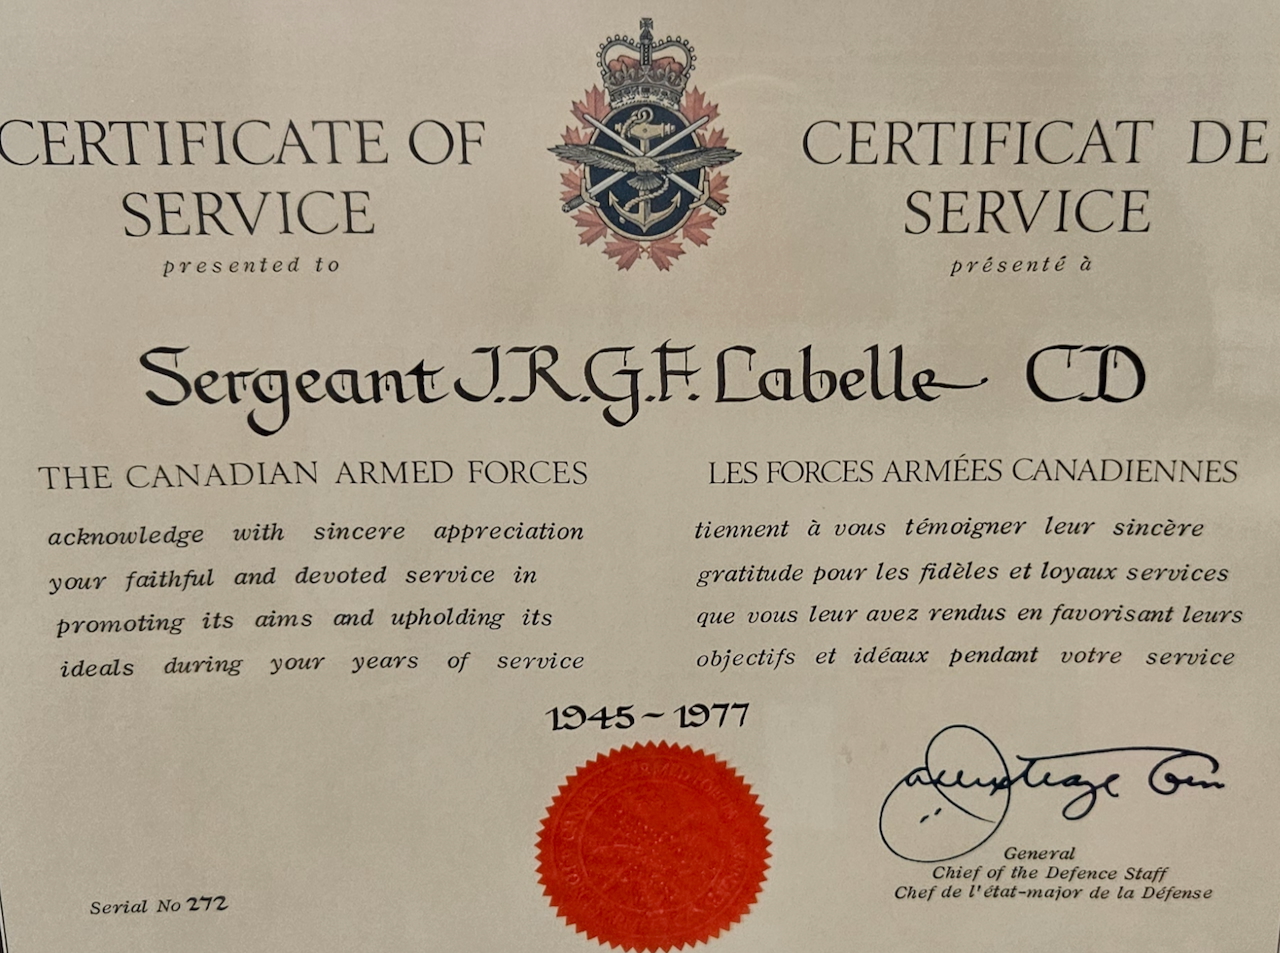 CERTIFICATE OF
SERVICE
presented to
CERTIFICAT DE
SERVICE
présenté à
Sergeant J.R.G.F. Labelle CD
THE CANADIAN ARMED FORCES
acknowledge with sincere appreciation
your faithful and devoted service in
promoting its aims and upholding its
ideals during your years of service
LES FORCES ARMÉES CANADIENNES
tiennent à vous témoigner leur sincère
gratitude pour les fidèles et loyaux services
que vous leur avez rendus en favorisant leurs
objectifs et idéaux pendant votre service
1945-1977
General
Chief of the Defence Staff
Chef de l'état-major de la Défense
Serial No 272